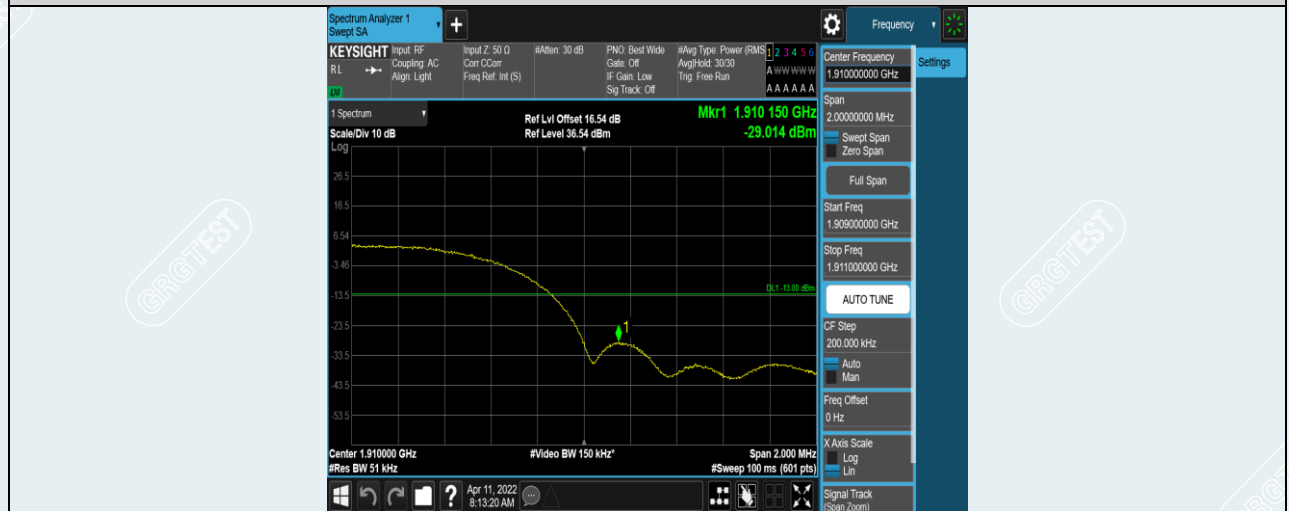 Spectrum Analyzer 1
Swept SA
+
Frequency
KEYSIGHT
RL
LXI
Input: RF
Coupling: AC
Align: Light
Input Z: 50 Ω
Corr CCorr
Freq Ref: Int (S)
#Atten: 30 dB
PNO: Best Wide
Gate: Off
IF Gain: Low
Sig Track: Off
#Avg Type: Power (RMS
Avg|Hold: 30/30
Trig: Free Run
1 2 3 4 5 6
A W W W W W
A A A A A A
1 Spectrum
Scale/Div 10 dB
Log
Ref Lvl Offset 16.54 dB
Ref Level 36.54 dBm
Mkr1 1.910 150 GHz
-29.014 dBm
26.5
16.5
6.54
-3.46
-13.5
-23.5
-33.5
-43.5
-53.5
DL1 -13.00 dBm
1
Center 1.910000 GHz
#Res BW 51 kHz
#Video BW 150 kHz*
Span 2.000 MHz
#Sweep 100 ms (601 pts)
?
Apr 11, 2022
8:13:20 AM
Center Frequency
1.910000000 GHz
Settings
Span
2.00000000 MHz
Swept Span
Zero Span
Full Span
Start Freq
1.909000000 GHz
Stop Freq
1.911000000 GHz
AUTO TUNE
CF Step
200.000 kHz
Auto
Man
Freq Offset
0 Hz
X Axis Scale
Log
Lin
Signal Track
(Span Zoom)
GRGTEST
GRGTEST